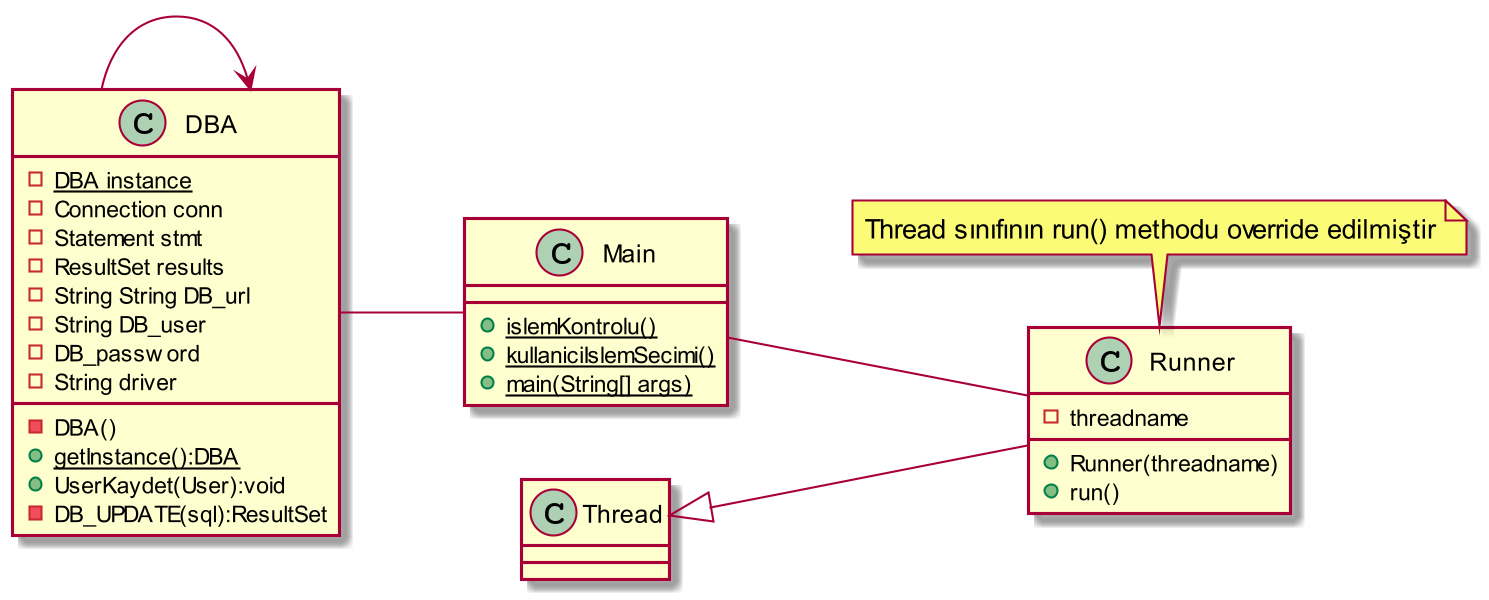 C DBA
DBA instance
Connection conn
Statement stmt
ResultSet results
String String DB_url
String DB_user
DB_password
String driver
DBA()
getInstance():DBA
UserKaydet(User):void
DB_UPDATE(sql):ResultSet
C Main
islemKontrolu()
kullaniciIslemSecimi()
main(String[] args)
C Thread
Thread sınıfının run() methodu override edilmiştir
C Runner
threadname
Runner(threadname)
run()